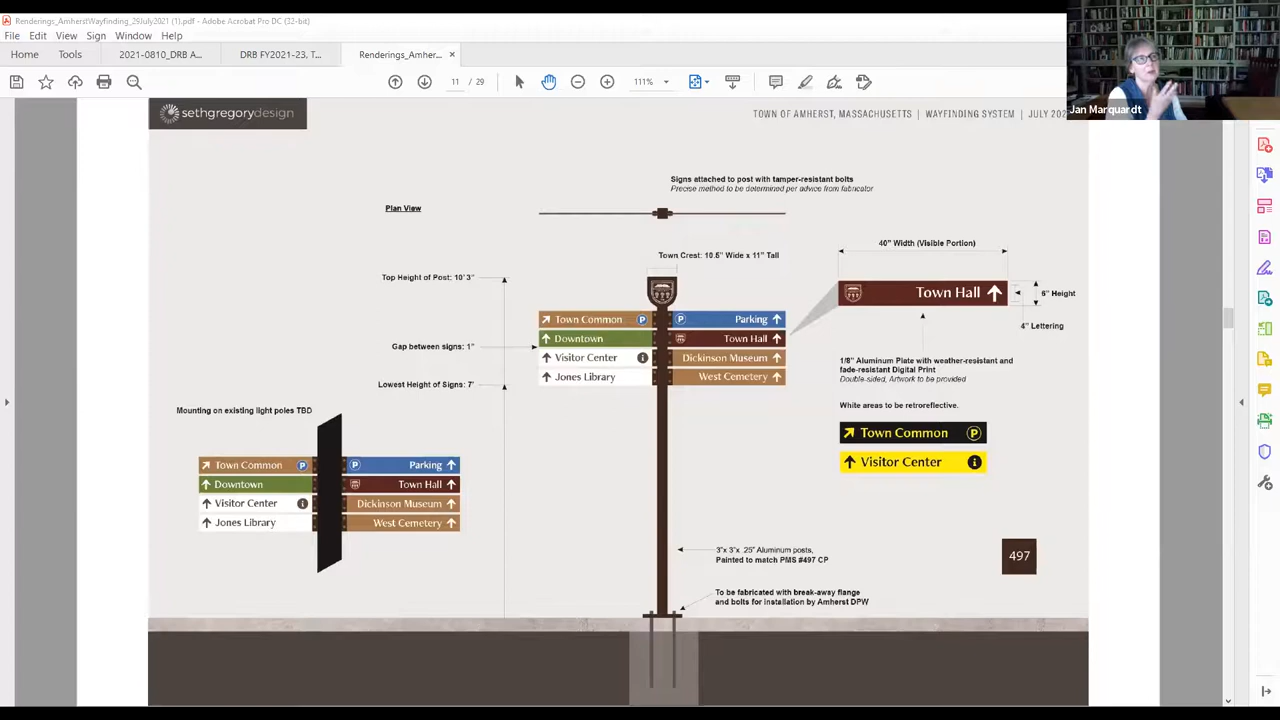 Renderings_AmherstWayfinding_29July2021 (1).pdf - Adobe Acrobat Pro DC (32-bit)
File Edit View Sign Window Help
Home Tools 2021-0810_DRB A... DRB FY2021-23, T... Renderings_Amher... ×
11 / 29 111%
Jan Marquardt
sethgregorydesign
TOWN OF AMHERST, MASSACHUSETTS | WAYFINDING SYSTEM | JULY 202
Signs attached to post with tamper-resistant bolts
Precise method to be determined per advice from fabricator
Plan View
40" Width (Visible Portion)
Town Crest: 10.5" Wide x 11" Tall
Top Height of Post: 10' 3"
Town Hall
6" Height
4" Lettering
Town Common P
P Parking
Downtown
Town Hall
Visitor Center i
Dickinson Museum
Jones Library
West Cemetery
Gap between signs: 1"
Lowest Height of Signs: 7'
1/8" Aluminum Plate with weather-resistant and
fade-resistant Digital Print
Double-sided, Artwork to be provided
White areas to be retroreflective.
Mounting on existing light poles TBD
Town Common P
Visitor Center i
Town Common P
P Parking
Downtown
Town Hall
Visitor Center i
Dickinson Museum
Jones Library
West Cemetery
3"x 3"x .25" Aluminum posts,
Painted to match PMS #497 CP
497
To be fabricated with break-away flange
and bolts for installation by Amherst DPW